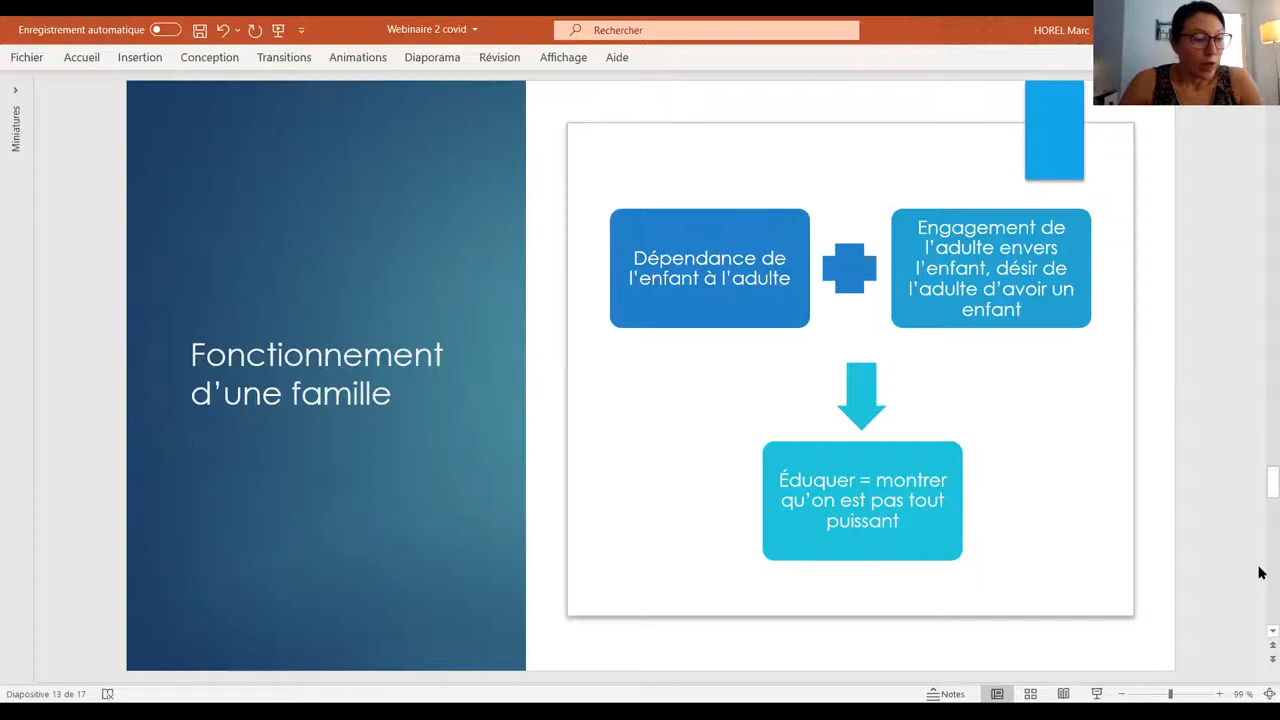 Enregistrement automatique
Webinaire 2 covid
Rechercher
HOREL Marc
Fichier Accueil Insertion Conception Transitions Animations Diaporama Révision Affichage Aide
Miniatures
Fonctionnement
d’une famille
Dépendance de
l’enfant à l’adulte
Engagement de
l’adulte envers
l’enfant, désir de
l’adulte d’avoir un
enfant
Éduquer = montrer
qu’on est pas tout
puissant
Diapositive 13 de 17
Notes
99 %